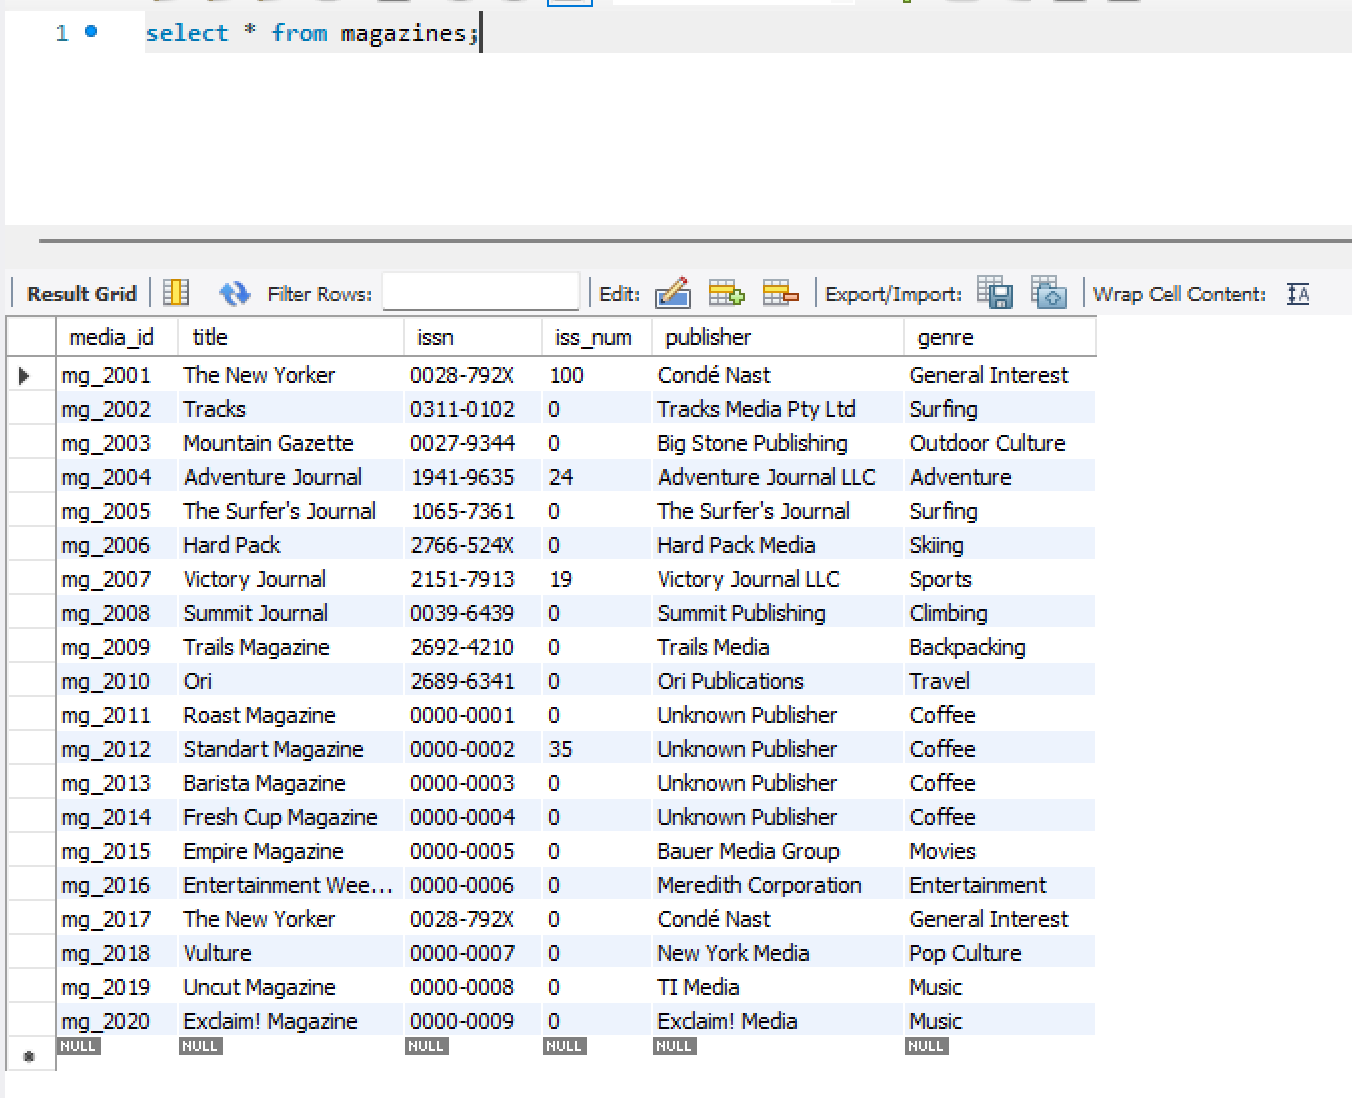 1 select * from magazines;
Result Grid Filter Rows: Edit: Export/Import: Wrap Cell Content: IA
media_id title issn iss_num publisher genre
mg_2001 The New Yorker 0028-792X 100 Condé Nast General Interest
mg_2002 Tracks 0311-0102 0 Tracks Media Pty Ltd Surfing
mg_2003 Mountain Gazette 0027-9344 0 Big Stone Publishing Outdoor Culture
mg_2004 Adventure Journal 1941-9635 24 Adventure Journal LLC Adventure
mg_2005 The Surfer's Journal 1065-7361 0 The Surfer's Journal Surfing
mg_2006 Hard Pack 2766-524X 0 Hard Pack Media Skiing
mg_2007 Victory Journal 2151-7913 19 Victory Journal LLC Sports
mg_2008 Summit Journal 0039-6439 0 Summit Publishing Climbing
mg_2009 Trails Magazine 2692-4210 0 Trails Media Backpacking
mg_2010 Ori 2689-6341 0 Ori Publications Travel
mg_2011 Roast Magazine 0000-0001 0 Unknown Publisher Coffee
mg_2012 Standart Magazine 0000-0002 35 Unknown Publisher Coffee
mg_2013 Barista Magazine 0000-0003 0 Unknown Publisher Coffee
mg_2014 Fresh Cup Magazine 0000-0004 0 Unknown Publisher Coffee
mg_2015 Empire Magazine 0000-0005 0 Bauer Media Group Movies
mg_2016 Entertainment Wee... 0000-0006 0 Meredith Corporation Entertainment
mg_2017 The New Yorker 0028-792X 0 Condé Nast General Interest
mg_2018 Vulture 0000-0007 0 New York Media Pop Culture
mg_2019 Uncut Magazine 0000-0008 0 TI Media Music
mg_2020 Exclaim! Magazine 0000-0009 0 Exclaim! Media Music
NULL NULL NULL NULL NULL NULL